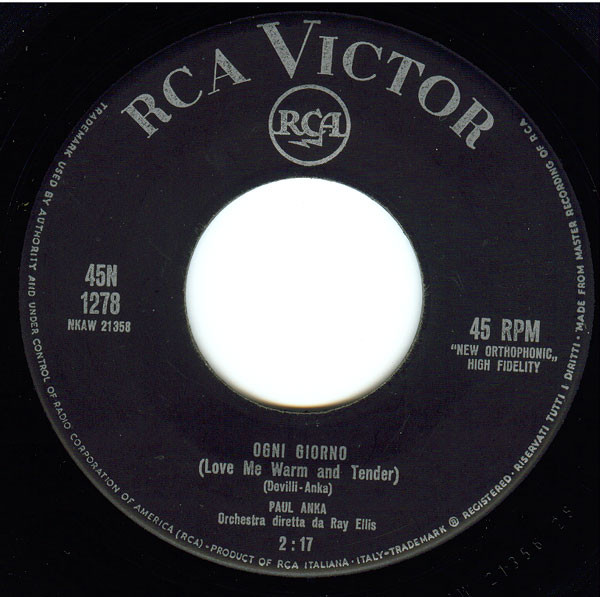 RCA VICTOR
RCA
45N
1278
NKAW 21358
45 RPM
"NEW ORTHOPHONIC„
HIGH FIDELITY
OGNI GIORNO
(Love Me Warm and Tender)
(Dovilli-Anka)
PAUL ANKA
Orchestra diretta da Ray Ellis
2:17
TRADEMARK USED BY AUTHORITY AND UNDER CONTROL OF RADIO CORPORATION OF AMERICA (RCA) - PRODUCT OF RCA ITALIANA - ITALY-TRADEMARK ® REGISTERED. RISERVATI TUTTI I DIRITTI - MADE FROM MASTER RECORDING OF RCA